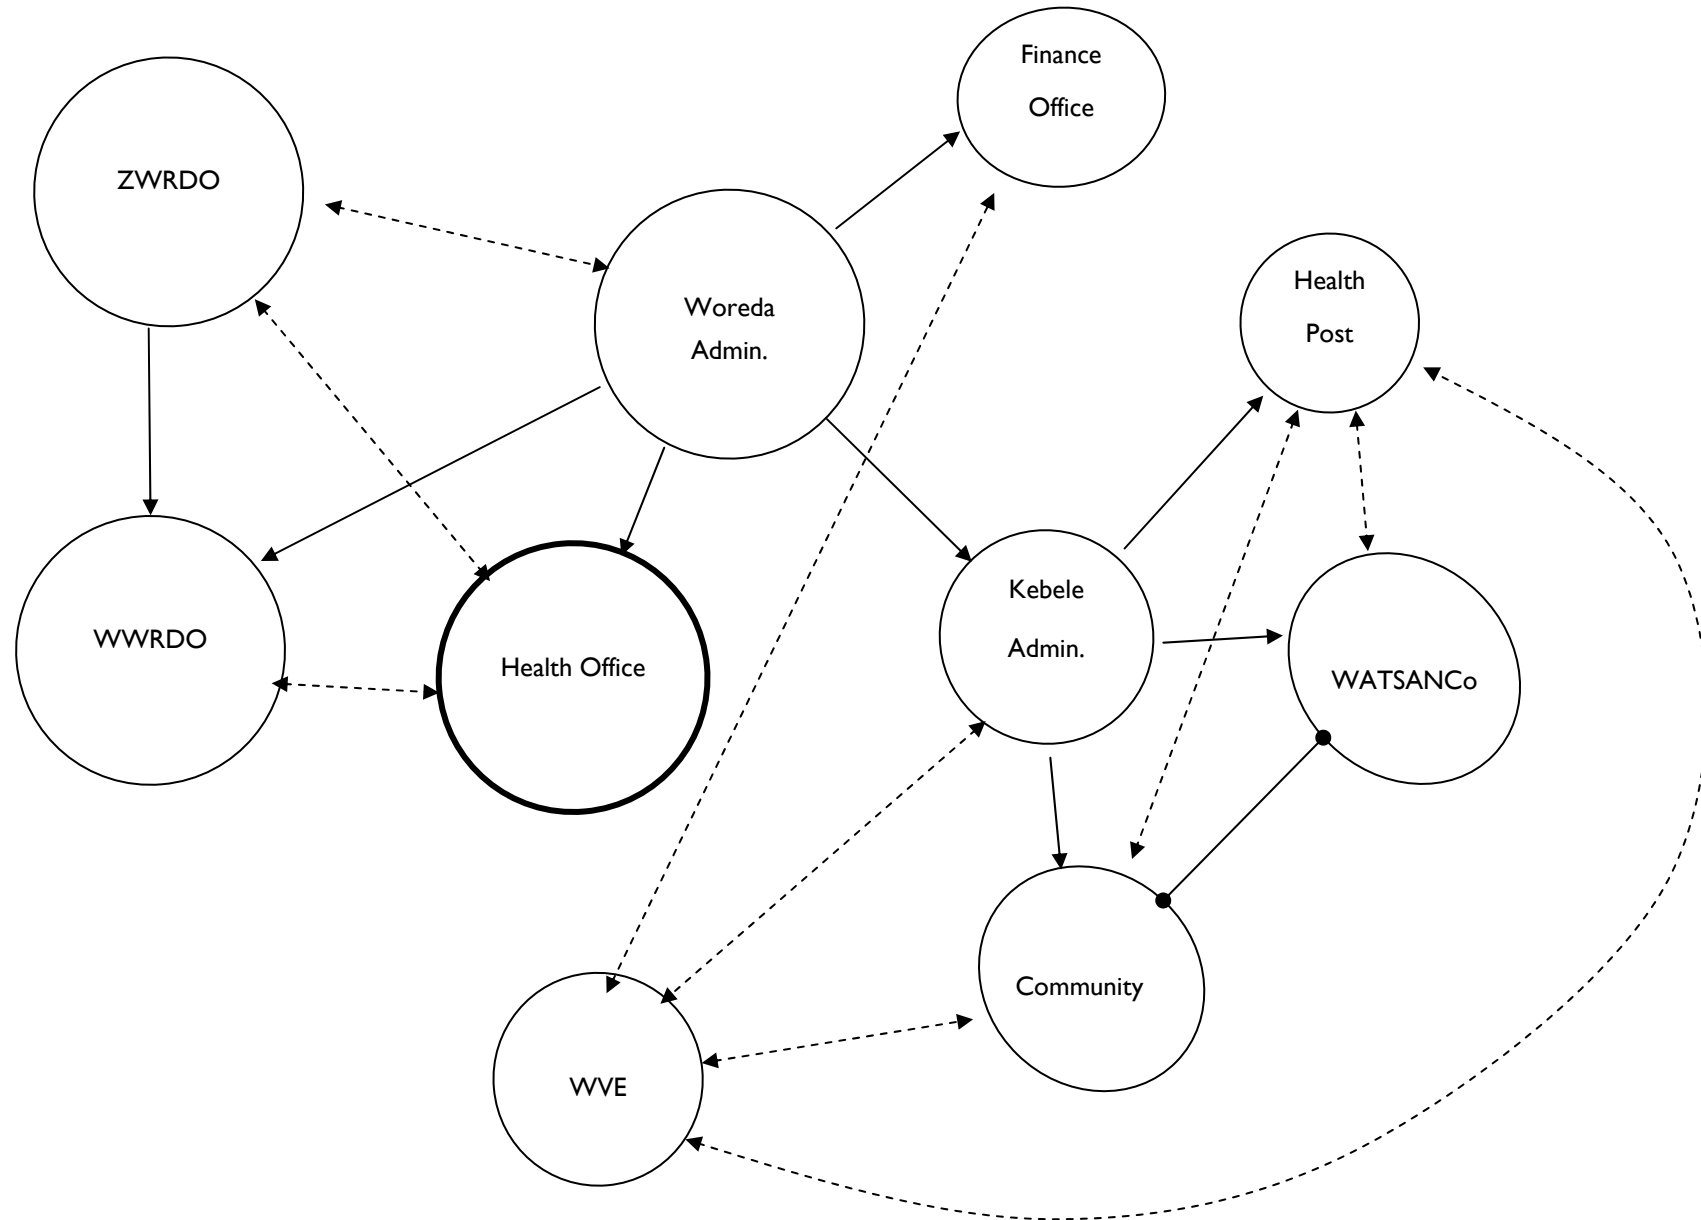 Finance
Office
ZWRDO
Woreda
Admin.
Health
Post
WWRDO
Health Office
Kebele
Admin.
WATSANCo
Community
WVE